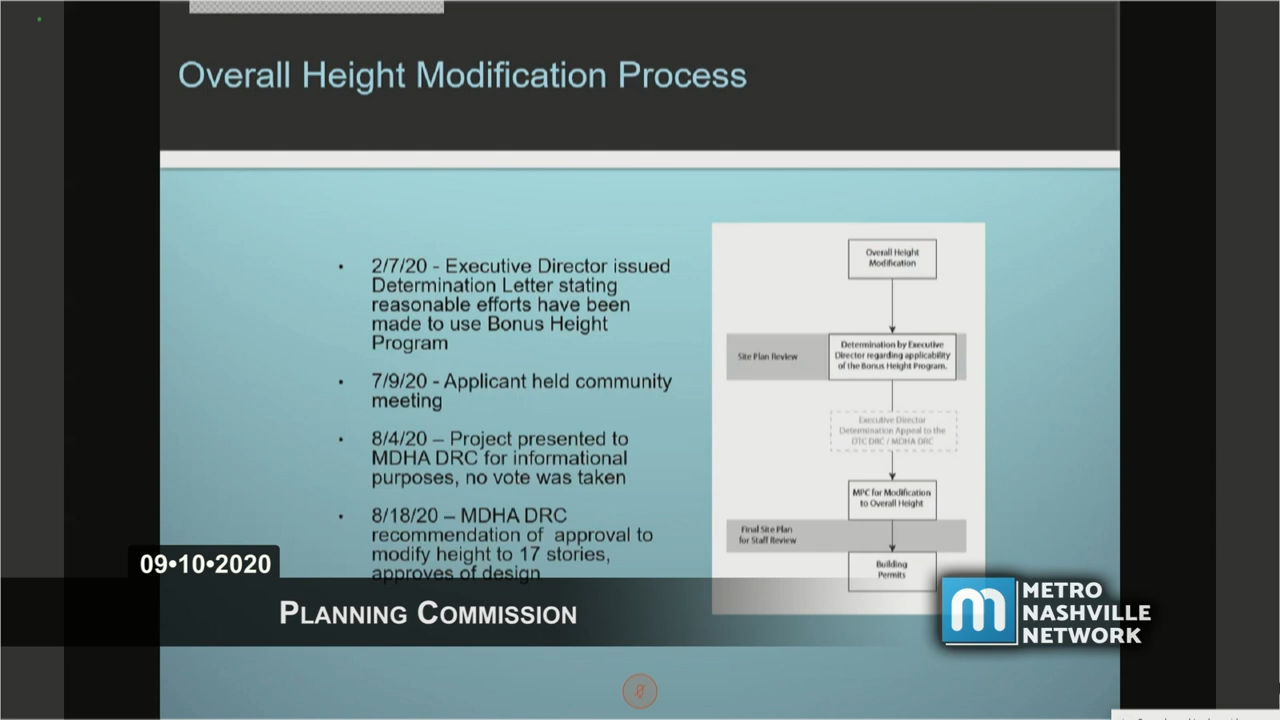 Overall Height Modification Process
• 2/7/20 - Executive Director issued
Determination Letter stating
reasonable efforts have been
made to use Bonus Height
Program
• 7/9/20 - Applicant held community
meeting
• 8/4/20 – Project presented to
MDHA DRC for informational
purposes, no vote was taken
• 8/18/20 – MDHA DRC
recommendation of approval to
modify height to 17 stories,
approves of design
Overall Height
Modification
Site Plan Review
Determination by Executive
Director regarding applicability
of the Bonus Height Program.
Executive Director
Determination Appeal to the
DTC DRC / MDHA DRC
MPC for Modification
to Overall Height
Final Site Plan
for Staff Review
Building
Permits
09•10•2020
PLANNING COMMISSION
METRO
NASHVILLE
NETWORK